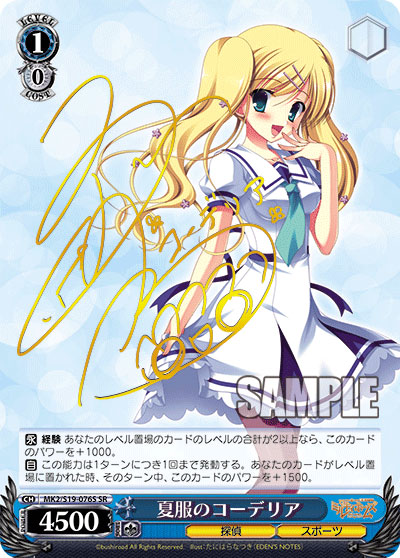 LEVEL
1
0
COST
コーデリア
SAMPLE
永 経験 あなたのレベル置場のカードのレベルの合計が2以上なら、このカードのパワーを+1000。
自 この能力は1ターンにつき1回まで発動する。あなたのカードがレベル置場に置かれた時、そのターン中、このカードのパワーを+1500。
CH
MK2/S19-076S SR
夏服のコーデリア
4500
POWER
探偵
スポーツ
©bushiroad All Rights Reserved. illust:たにはらなつき(EDEN'S NOTES)